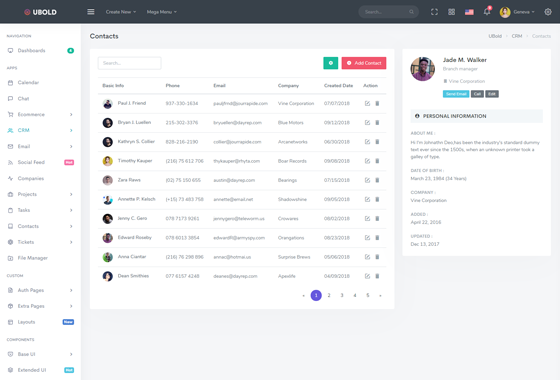 UBOLD
Create New
Mega Menu
Search...
Geneva
NAVIGATION
Dashboards
APPS
Calendar
Chat
Ecommerce
CRM
Email
Social Feed
Companies
Projects
Tasks
Contacts
Tickets
File Manager
CUSTOM
Auth Pages
Extra Pages
Layouts
New
COMPONENTS
Base UI
Extended UI
Contacts
UBold
CRM
Contacts
Search...
Add Contact
Basic Info Phone Email Company Created Date Action
Paul J. Friend 937-330-1634 pauljfrnd@jourrapide.com Vine Corporation 07/07/2018
Bryan J. Luellen 215-302-3376 bryuellen@dayrep.com Blue Motors 09/12/2018
Kathryn S. Collier 828-216-2190 collier@jourrapide.com Arcanetworks 06/30/2018
Timothy Kauper (216) 75 612 706 thykauper@rhyta.com Boar Records 09/08/2018
Zara Raws (02) 75 150 655 austin@dayrep.com Bearings 07/15/2018
Annette P. Kelsch (+15) 73 483 758 annette@email.net Shadowshine 09/05/2018
Jenny C. Gero 078 7173 9261 jennygero@teleworm.us Crowares 08/02/2018
Edward Roseby 078 6013 3854 edwardR@armyspy.com Orangations 08/13/2018
Anna Ciantar (216) 76 298 896 annac@hotmai.us Surprise Brews 05/06/2018
Dean Smithies 077 6157 4248 deanes@dayrep.com Apexlife 04/09/2018
« 1 2 3 4 5 »
Jade M. Walker
Branch manager
Vine Corporation
Send Email Call Edit
PERSONAL INFORMATION
ABOUT ME :
Hi I'm Johnathn Deo,has been the industry's standard dummy
text ever since the 1500s, when an unknown printer took a
galley of type.
DATE OF BIRTH :
March 23, 1984 (34 Years)
COMPANY :
Vine Corporation
ADDED :
April 22, 2016
UPDATED :
Dec 13, 2017